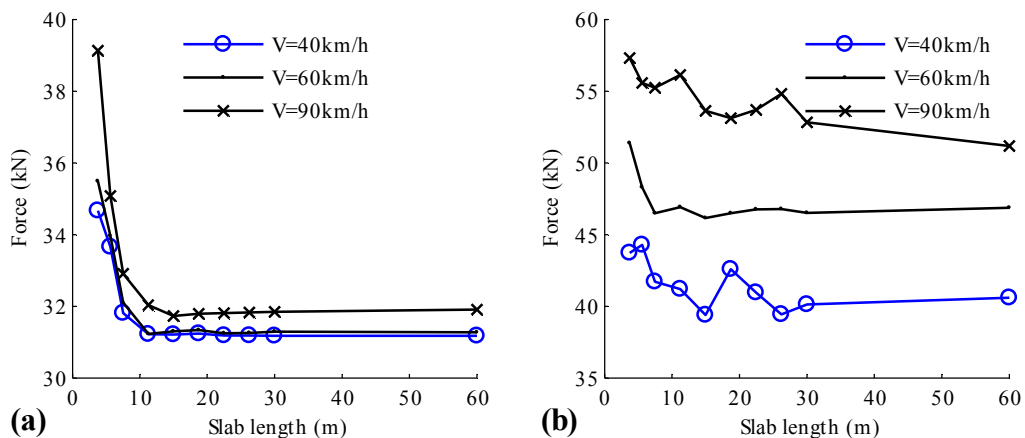 40
38
36
34
32
30
Force (kN)
V=40km/h
V=60km/h
V=90km/h
0 10 20 30 40 50 60
Slab length (m)
(a)
60
55
50
45
40
35
Force (kN)
V=40km/h
V=60km/h
V=90km/h
0 10 20 30 40 50 60
Slab length (m)
(b)